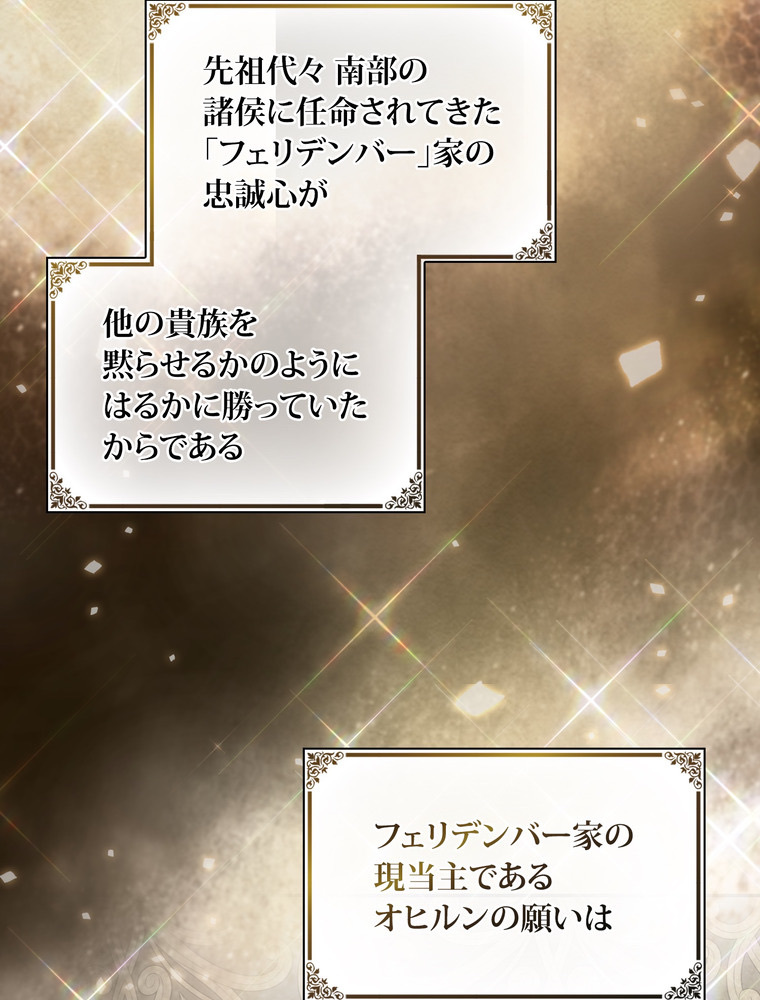 先祖代々 南部の
諸侯に任命されてきた
「フェリデンバー」家の
忠誠心が
他の貴族を
黙らせるかのように
はるかに勝っていた
からである
フェリデンバー家の
現当主である
オヒルンの願いは